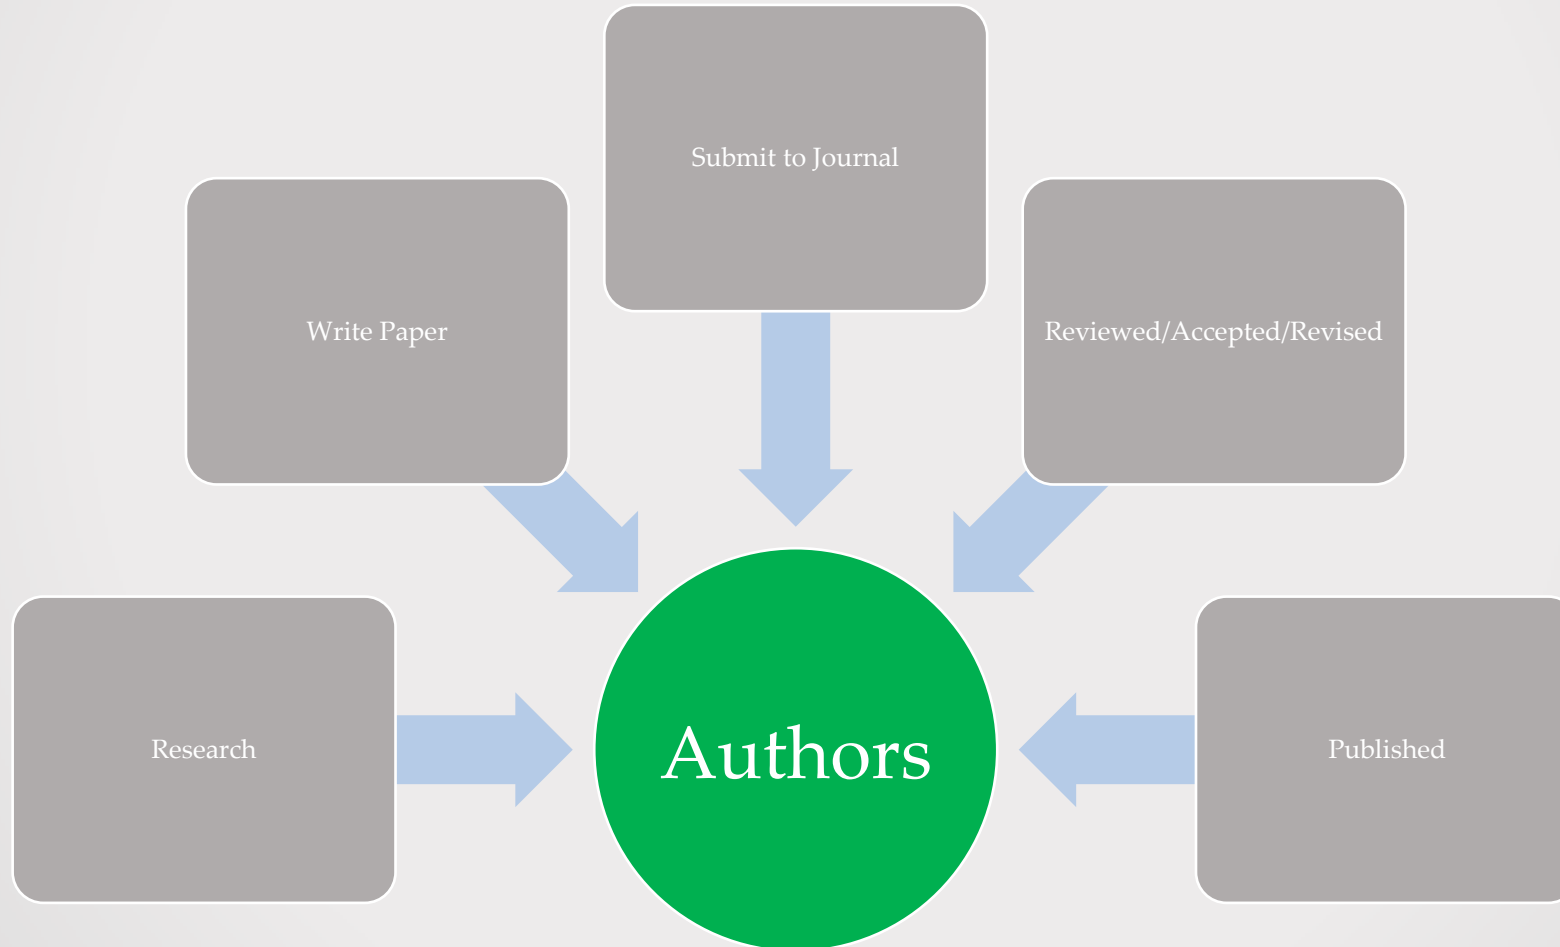 Submit to Journal
Write Paper
Reviewed/Accepted/Revised
Research
Authors
Published